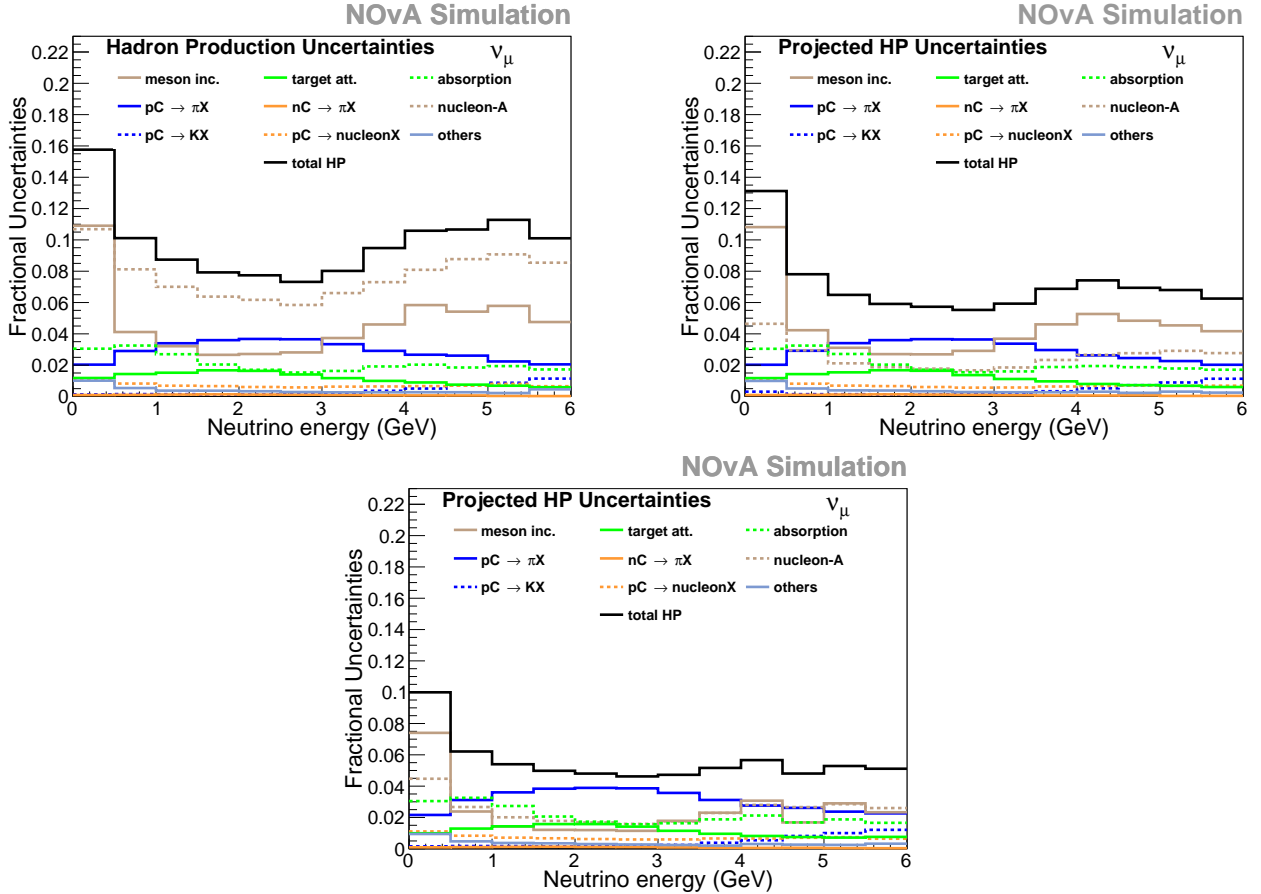 NOvA Simulation
Hadron Production Uncertainties
ν_μ
meson inc.
target att.
absorption
pC → πX
nC → πX
nucleon-A
pC → KX
pC → nucleonX
others
total HP
Fractional Uncertainties
0.22
0.2
0.18
0.16
0.14
0.12
0.1
0.08
0.06
0.04
0.02
0
0 1 2 3 4 5 6
Neutrino energy (GeV)
NOvA Simulation
Projected HP Uncertainties
ν_μ
meson inc.
target att.
absorption
pC → πX
nC → πX
nucleon-A
pC → KX
pC → nucleonX
others
total HP
Fractional Uncertainties
0.22
0.2
0.18
0.16
0.14
0.12
0.1
0.08
0.06
0.04
0.02
0
0 1 2 3 4 5 6
Neutrino energy (GeV)
NOvA Simulation
Projected HP Uncertainties
ν_μ
meson inc.
target att.
absorption
pC → πX
nC → πX
nucleon-A
pC → KX
pC → nucleonX
others
total HP
Fractional Uncertainties
0.22
0.2
0.18
0.16
0.14
0.12
0.1
0.08
0.06
0.04
0.02
0
0 1 2 3 4 5 6
Neutrino energy (GeV)